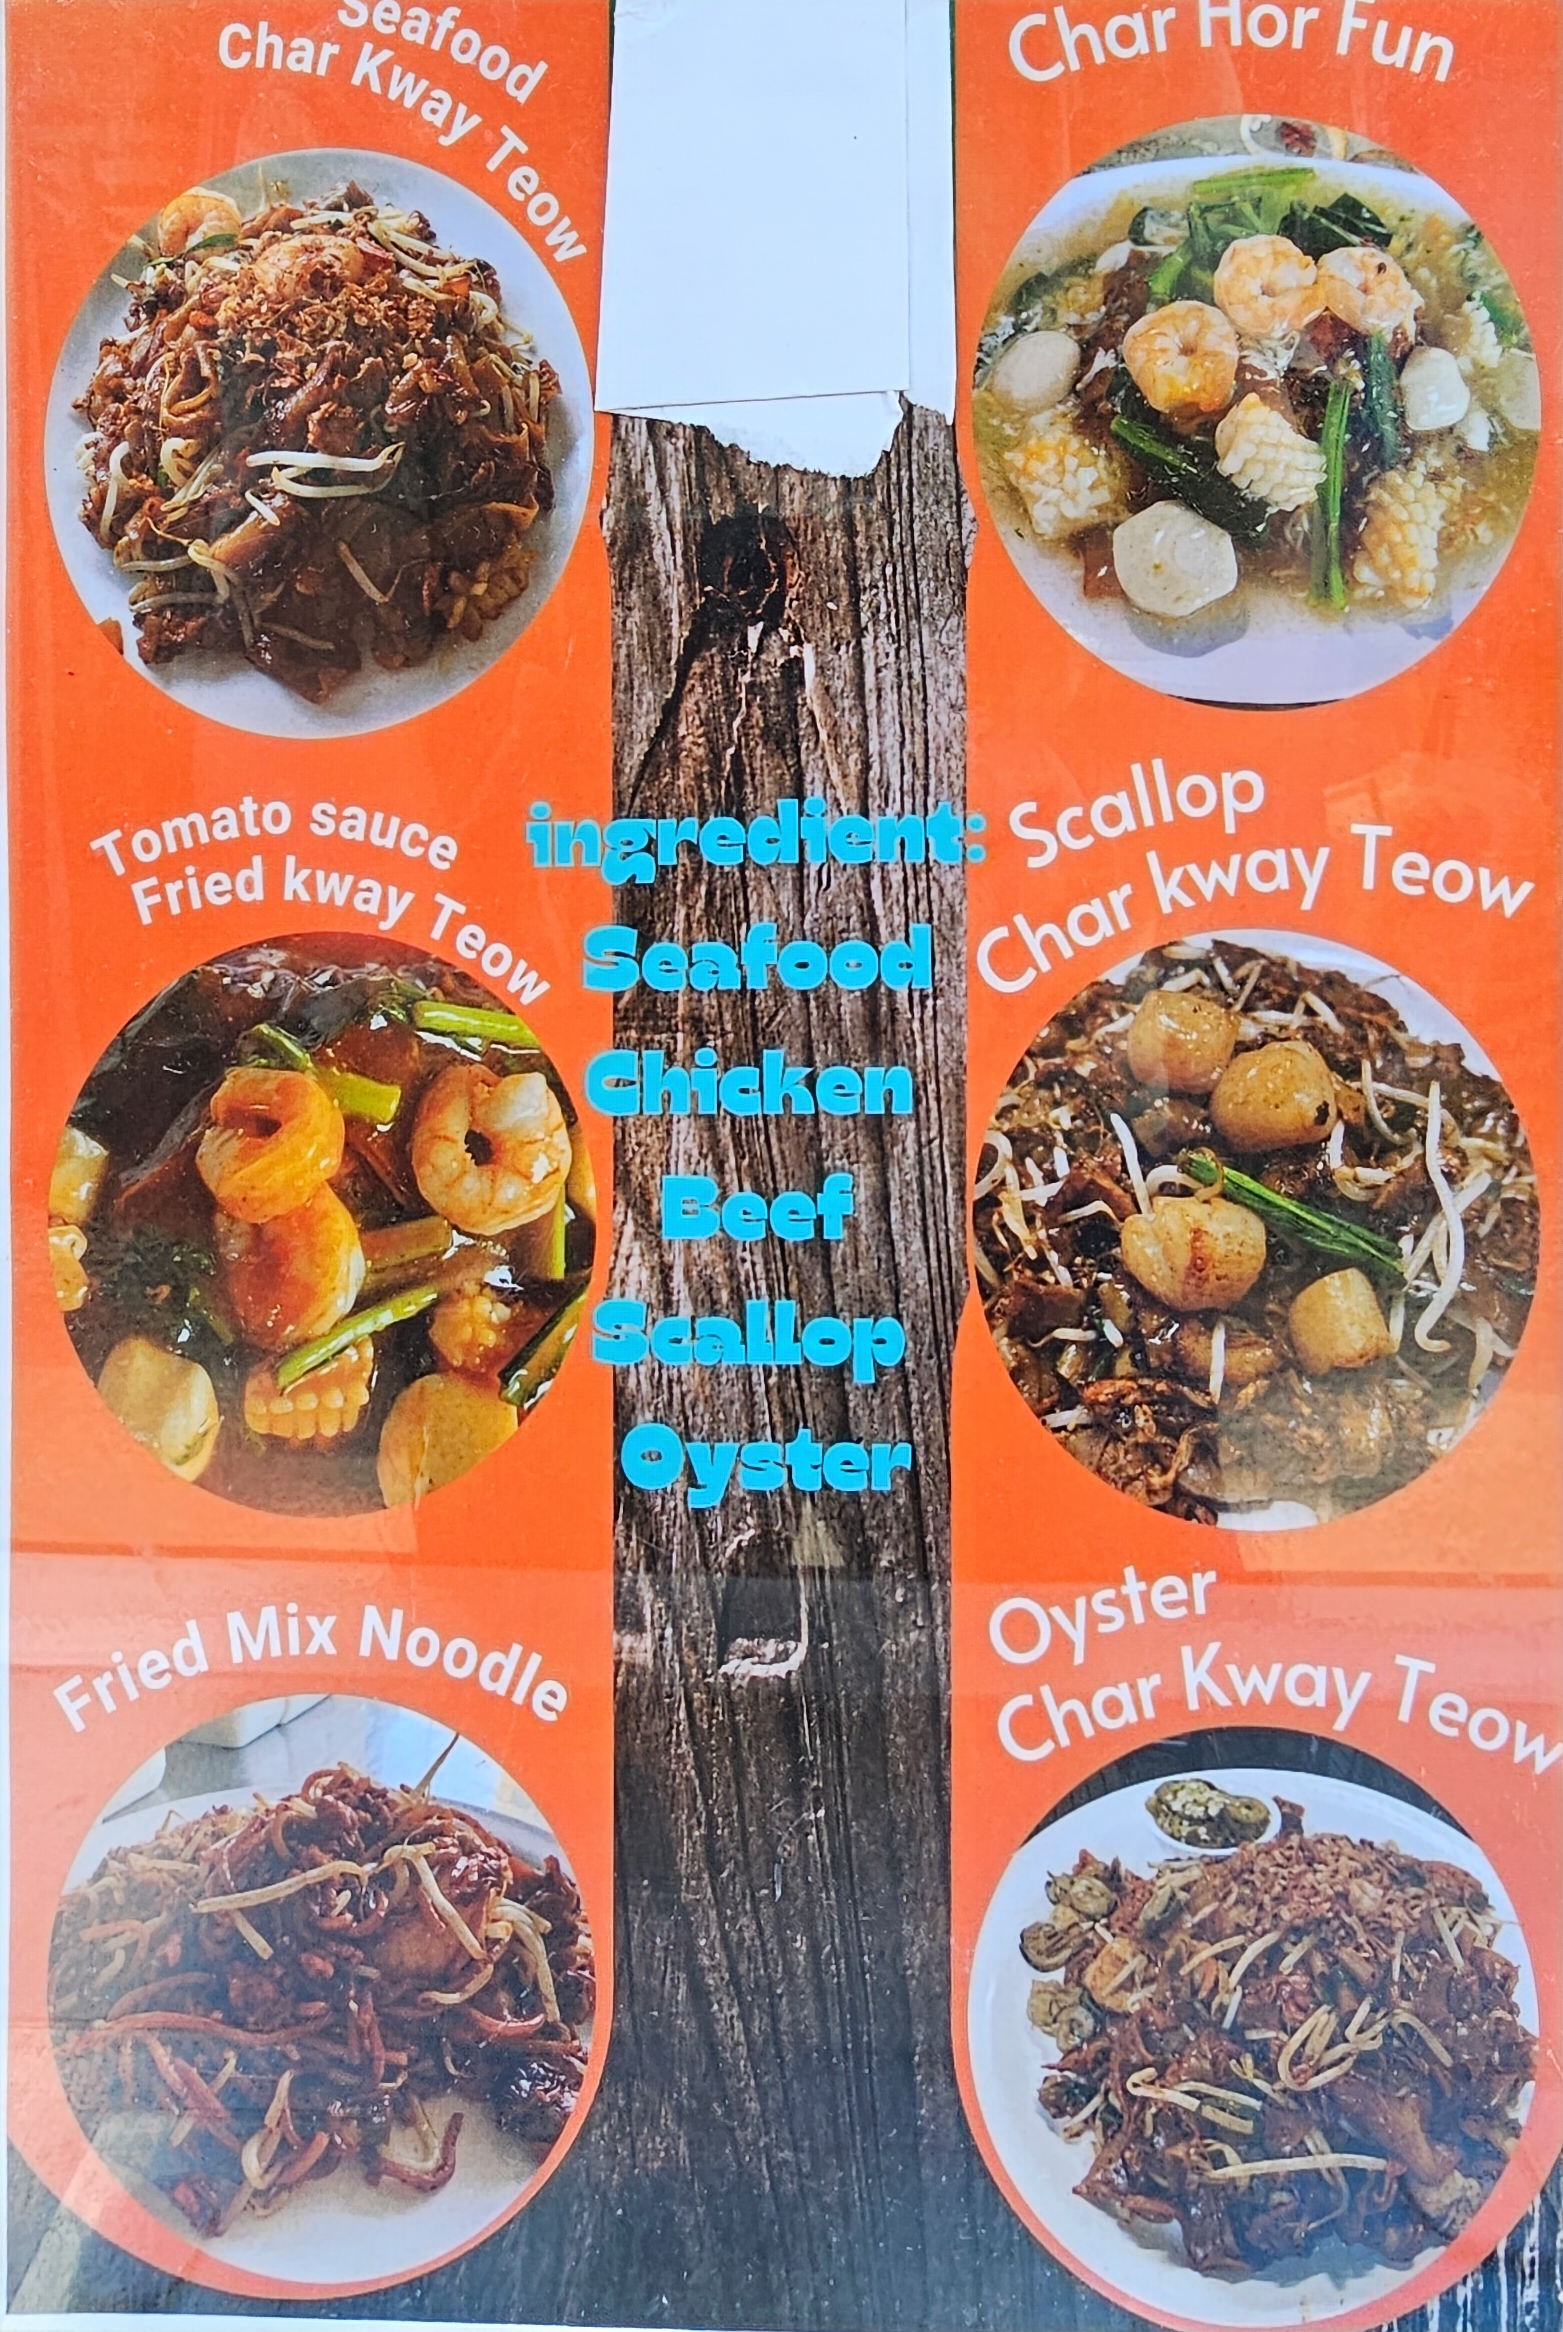 Seafood
Char Kway Teow
Char Hor Fun
Tomato sauce
Fried kway Teow
ingredient:
Seafood
Chicken
Beef
Scallop
Oyster
Scallop
Char kway Teow
Fried Mix Noodle
Oyster
Char Kway Teow